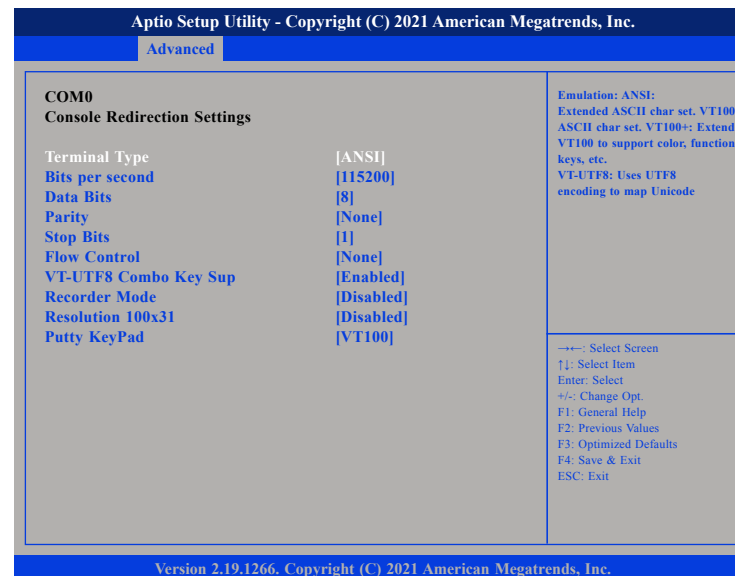 Aptio Setup Utility - Copyright (C) 2021 American Megatrends, Inc.
Advanced
COM0
Console Redirection Settings
Terminal Type [ANSI]
Bits per second [115200]
Data Bits [8]
Parity [None]
Stop Bits [1]
Flow Control [None]
VT-UTF8 Combo Key Sup [Enabled]
Recorder Mode [Disabled]
Resolution 100x31 [Disabled]
Putty KeyPad [VT100]
Emulation: ANSI:
Extended ASCII char set. VT100
ASCII char set. VT100+: Extend
VT100 to support color, function
keys, etc.
VT-UTF8: Uses UTF8
encoding to map Unicode
→←: Select Screen
↑↓: Select Item
Enter: Select
+/-: Change Opt.
F1: General Help
F2: Previous Values
F3: Optimized Defaults
F4: Save & Exit
ESC: Exit
Version 2.19.1266. Copyright (C) 2021 American Megatrends, Inc.